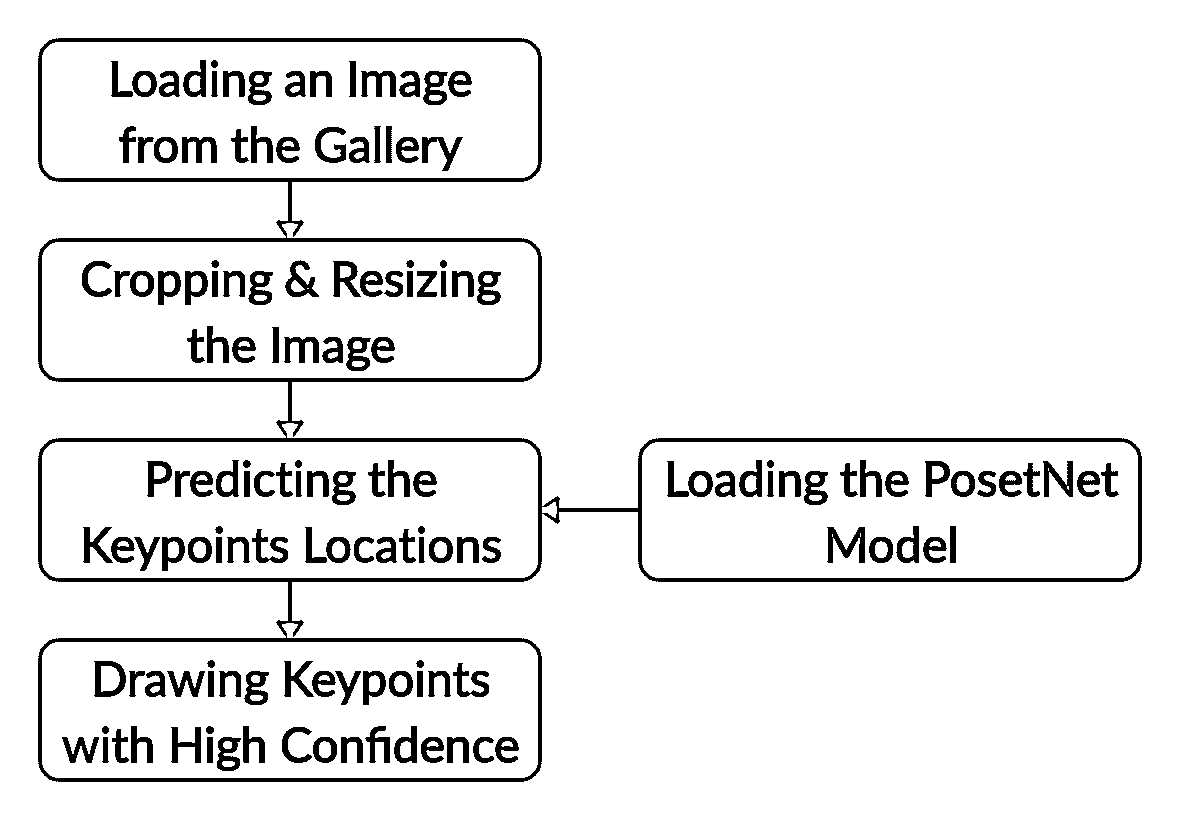 Loading an Image
from the Gallery
Cropping & Resizing
the Image
Predicting the
Keypoints Locations
Loading the PosetNet
Model
Drawing Keypoints
with High Confidence